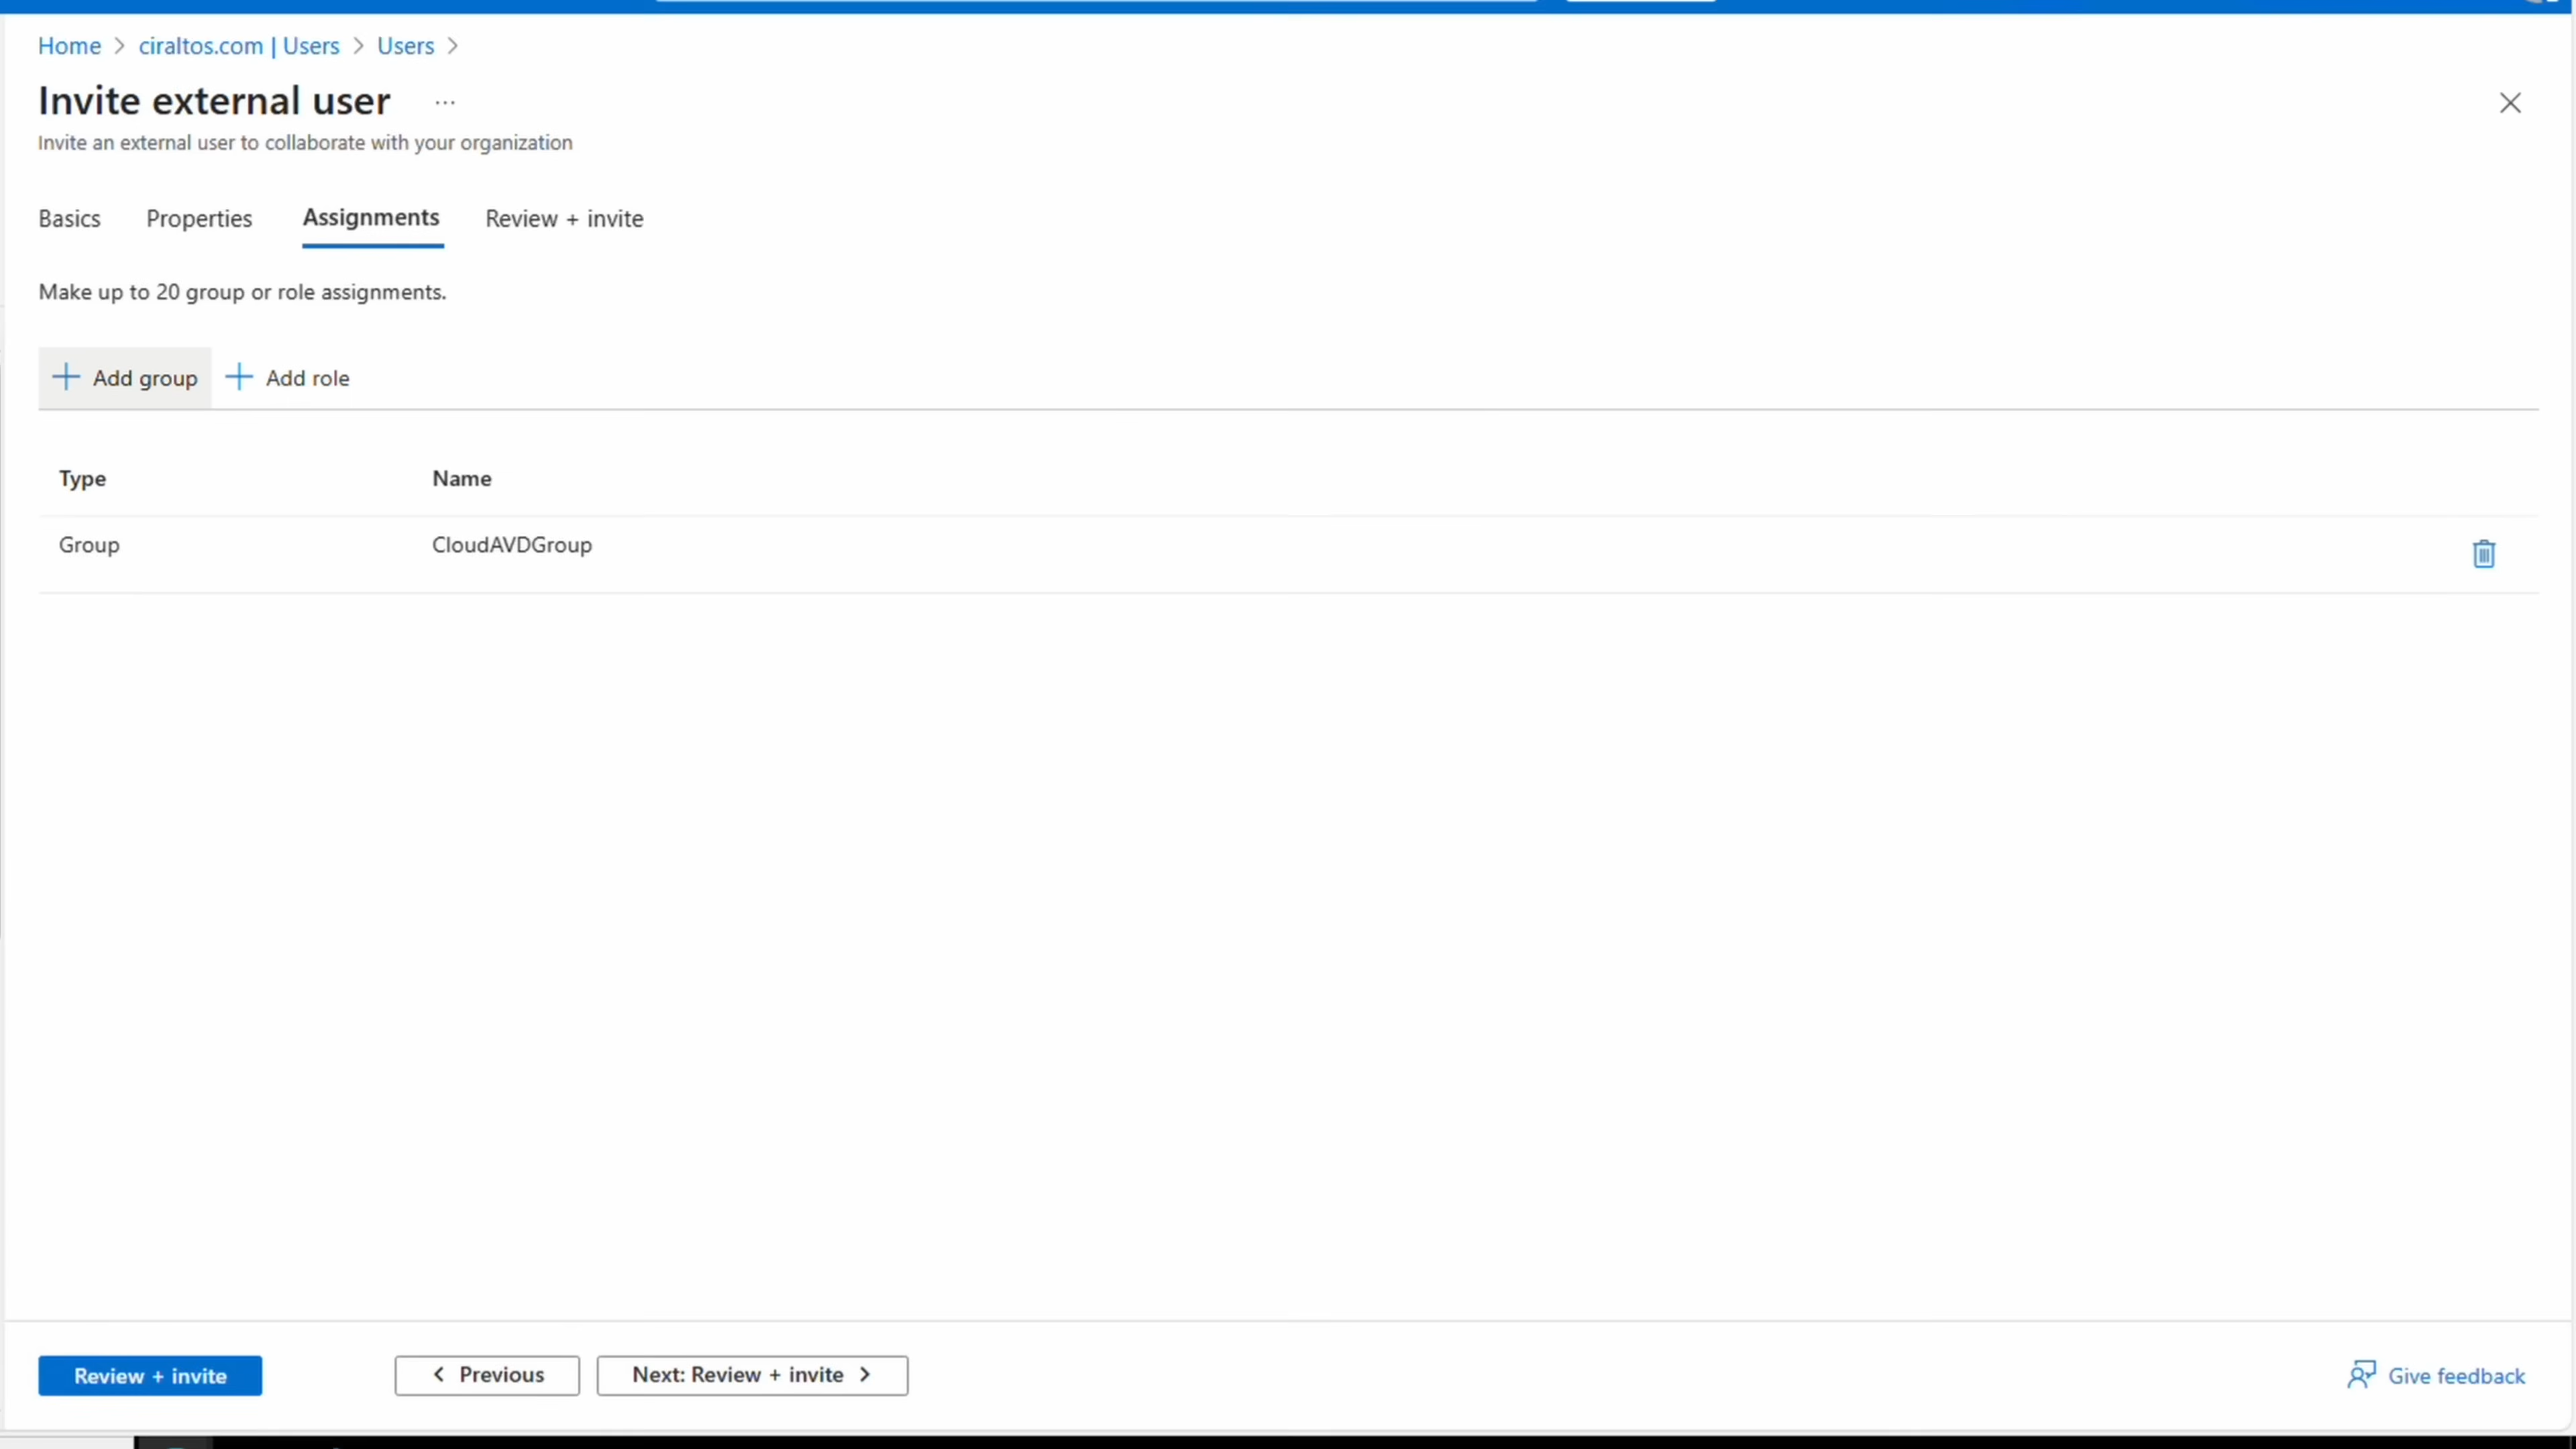 Home > ciraltos.com | Users > Users >
Invite external user ...
Invite an external user to collaborate with your organization
Basics Properties Assignments Review + invite
Make up to 20 group or role assignments.
+ Add group + Add role
Type Name
Group CloudAVDGroup
Review + invite < Previous Next: Review + invite > Give feedback